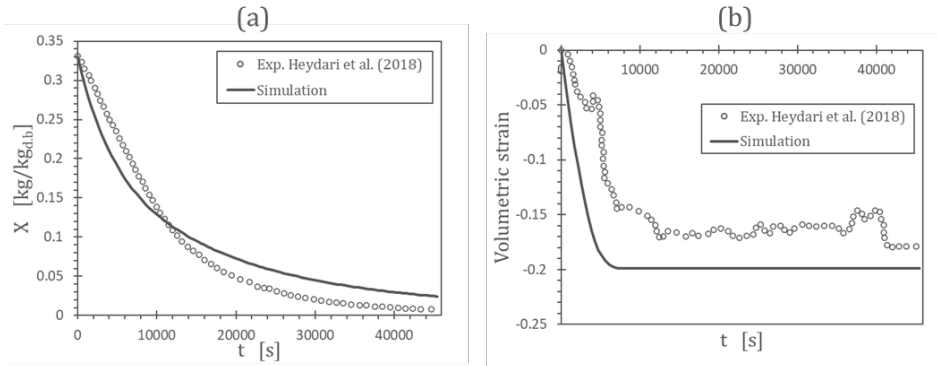 (a)
0.35
0.3
0.25
0.2
0.15
0.1
0.05
0
X [kg/kgd.b.]
Exp. Heydari et al. (2018)
Simulation
0 10000 20000 30000 40000
t [s]
(b)
0
-0.05
-0.1
-0.15
-0.2
-0.25
Volumetric strain
0 10000 20000 30000 40000
Exp. Heydari et al. (2018)
Simulation
t [s]